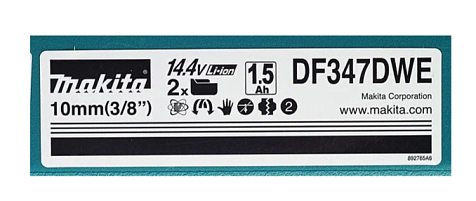 Makita
14.4V Li-Ion
2x
1.5
Ah
DF347DWE
10mm(3/8")
Makita Corporation
www.makita.com
2
892765A6